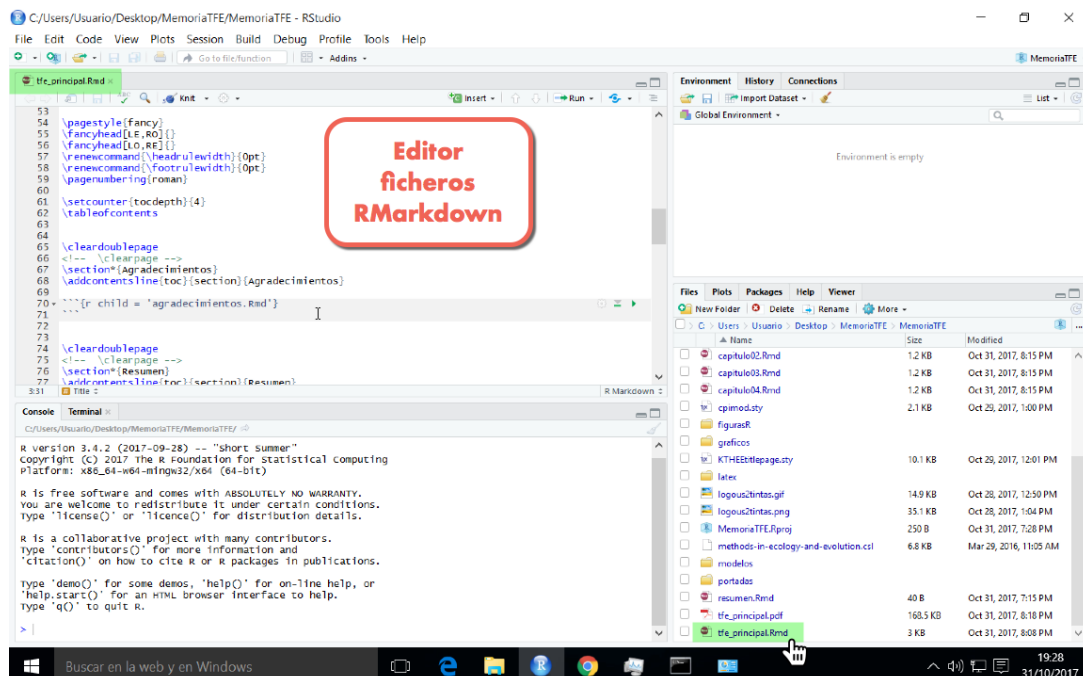 C:/Users/Usuario/Desktop/MemoriaTFE/MemoriaTFE - RStudio
File Edit Code View Plots Session Build Debug Profile Tools Help
Go to file/function Addins MemoriaTFE
tfe_principal.Rmd
Knit Insert Run
53
54 \pagestyle{fancy}
55 \fancyhead[LE,RO]{}
56 \fancyhead[LO,RE]{}
57 \renewcommand{\headrulewidth}{0pt}
58 \renewcommand{\footrulewidth}{0pt}
59 \pagenumbering{roman}
60
61 \setcounter{tocdepth}{4}
62 \tableofcontents
63
64
65 \cleardoublepage
66 <!-- \clearpage -->
67 \section*{Agradecimientos}
68 \addcontentsline{toc}{section}{Agradecimientos}
69
70 ```{r child = 'agradecimientos.Rmd'}
71 ```
72
73
74 \cleardoublepage
75 <!-- \clearpage -->
76 \section*{Resumen}
77 \addcontentsline{toc}{section}{Resumen}
3:31 Title R Markdown
Editor
ficheros
RMarkdown
Console Terminal
C:/Users/Usuario/Desktop/MemoriaTFE/MemoriaTFE/
R version 3.4.2 (2017-09-28) -- "Short Summer"
Copyright (C) 2017 The R Foundation for Statistical Computing
Platform: x86_64-w64-mingw32/x64 (64-bit)
R is free software and comes with ABSOLUTELY NO WARRANTY.
You are welcome to redistribute it under certain conditions.
Type 'license()' or 'licence()' for distribution details.
R is a collaborative project with many contributors.
Type 'contributors()' for more information and
'citation()' on how to cite R or R packages in publications.
Type 'demo()' for some demos, 'help()' for on-line help, or
'help.start()' for an HTML browser interface to help.
Type 'q()' to quit R.
>
Environment History Connections
Import Dataset List
Global Environment
Environment is empty
Files Plots Packages Help Viewer
New Folder Delete Rename More
C: Users Usuario Desktop MemoriaTFE MemoriaTFE
Name Size Modified
capitulo02.Rmd 1.2 KB Oct 31, 2017, 8:15 PM
capitulo03.Rmd 1.2 KB Oct 31, 2017, 8:15 PM
capitulo04.Rmd 1.2 KB Oct 31, 2017, 8:15 PM
cpimod.sty 2.1 KB Oct 29, 2017, 1:00 PM
figurasR
graficos
KTHEEtitlepage.sty 10.1 KB Oct 29, 2017, 12:01 PM
latex
logous2tintas.gif 14.9 KB Oct 28, 2017, 12:50 PM
logous2tintas.png 35.1 KB Oct 28, 2017, 1:04 PM
MemoriaTFE.Rproj 250 B Oct 31, 2017, 7:28 PM
methods-in-ecology-and-evolution.csl 6.8 KB Mar 29, 2016, 11:05 AM
modelos
portadas
resumen.Rmd 40 B Oct 31, 2017, 7:15 PM
tfe_principal.pdf 168.5 KB Oct 31, 2017, 8:18 PM
tfe_principal.Rmd 3 KB Oct 31, 2017, 8:08 PM
Buscar en la web y en Windows
19:28
31/10/2017